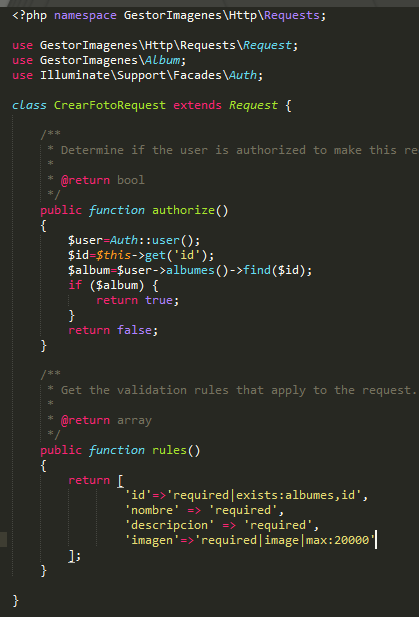 <?php namespace GestorImagenes\Http\Requests;
use GestorImagenes\Http\Requests\Request;
use GestorImagenes\Album;
use Illuminate\Support\Facades\Auth;
class CrearFotoRequest extends Request {
/**
* Determine if the user is authorized to make this re
*
* @return bool
*/
public function authorize()
{
$user=Auth::user();
$id=$this->get('id');
$album=$user->albumes()->find($id);
if ($album) {
return true;
}
return false;
}
/**
* Get the validation rules that apply to the request.
*
* @return array
*/
public function rules()
{
return [
'id'=>'required|exists:albumes,id',
'nombre' => 'required',
'descripcion' => 'required',
'imagen'=>'required|image|max:20000'
];
}
}